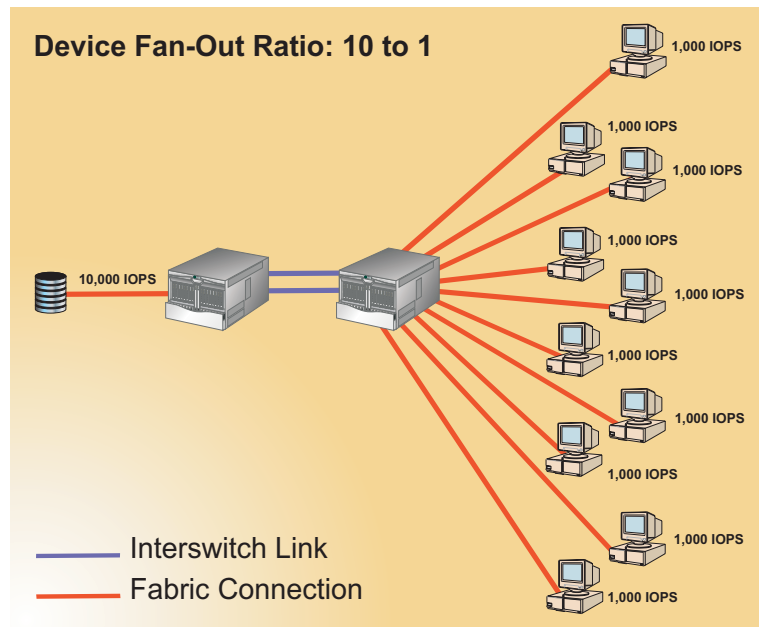 Device Fan-Out Ratio: 10 to 1
1,000 IOPS
1,000 IOPS
1,000 IOPS
1,000 IOPS
10,000 IOPS
1,000 IOPS
1,000 IOPS
1,000 IOPS
1,000 IOPS
1,000 IOPS
1,000 IOPS
Interswitch Link
Fabric Connection